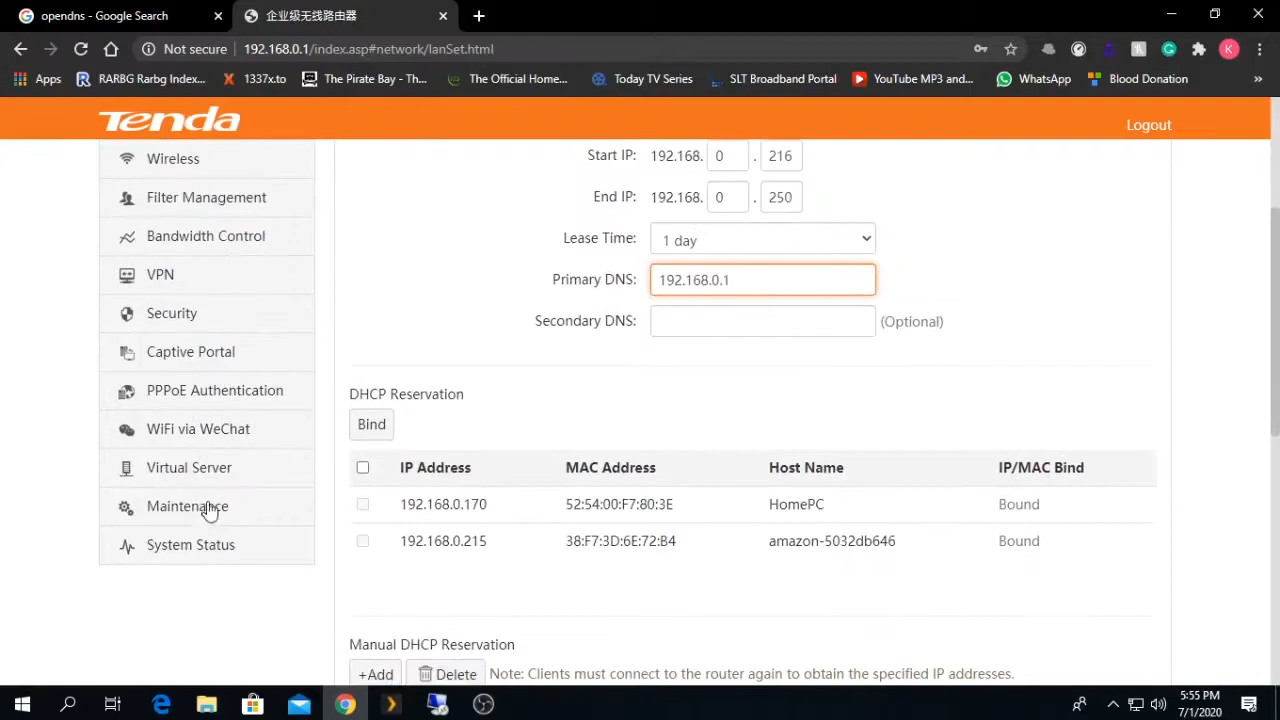 opendns - Google Search
企业级无线路由器
Not secure
192.168.0.1/index.asp#network/lanSet.html
K
Apps
RARBG Rarbg Index...
1337x.to
The Pirate Bay - Th...
The Official Home...
Today TV Series
SLT Broadband Portal
YouTube MP3 and...
WhatsApp
Blood Donation
»
Tenda
Logout
Wireless
Filter Management
Bandwidth Control
VPN
Security
Captive Portal
PPPoE Authentication
WiFi via WeChat
Virtual Server
Maintenance
System Status
Start IP: 192.168. 0 . 216
End IP: 192.168. 0 . 250
Lease Time: 1 day
Primary DNS: 192.168.0.1
Secondary DNS: (Optional)
DHCP Reservation
Bind
IP Address MAC Address Host Name IP/MAC Bind
192.168.0.170 52:54:00:F7:80:3E HomePC Bound
192.168.0.215 38:F7:3D:6E:72:B4 amazon-5032db646 Bound
Manual DHCP Reservation
+Add Delete Note: Clients must connect to the router again to obtain the specified IP addresses.
5:55 PM
7/1/2020